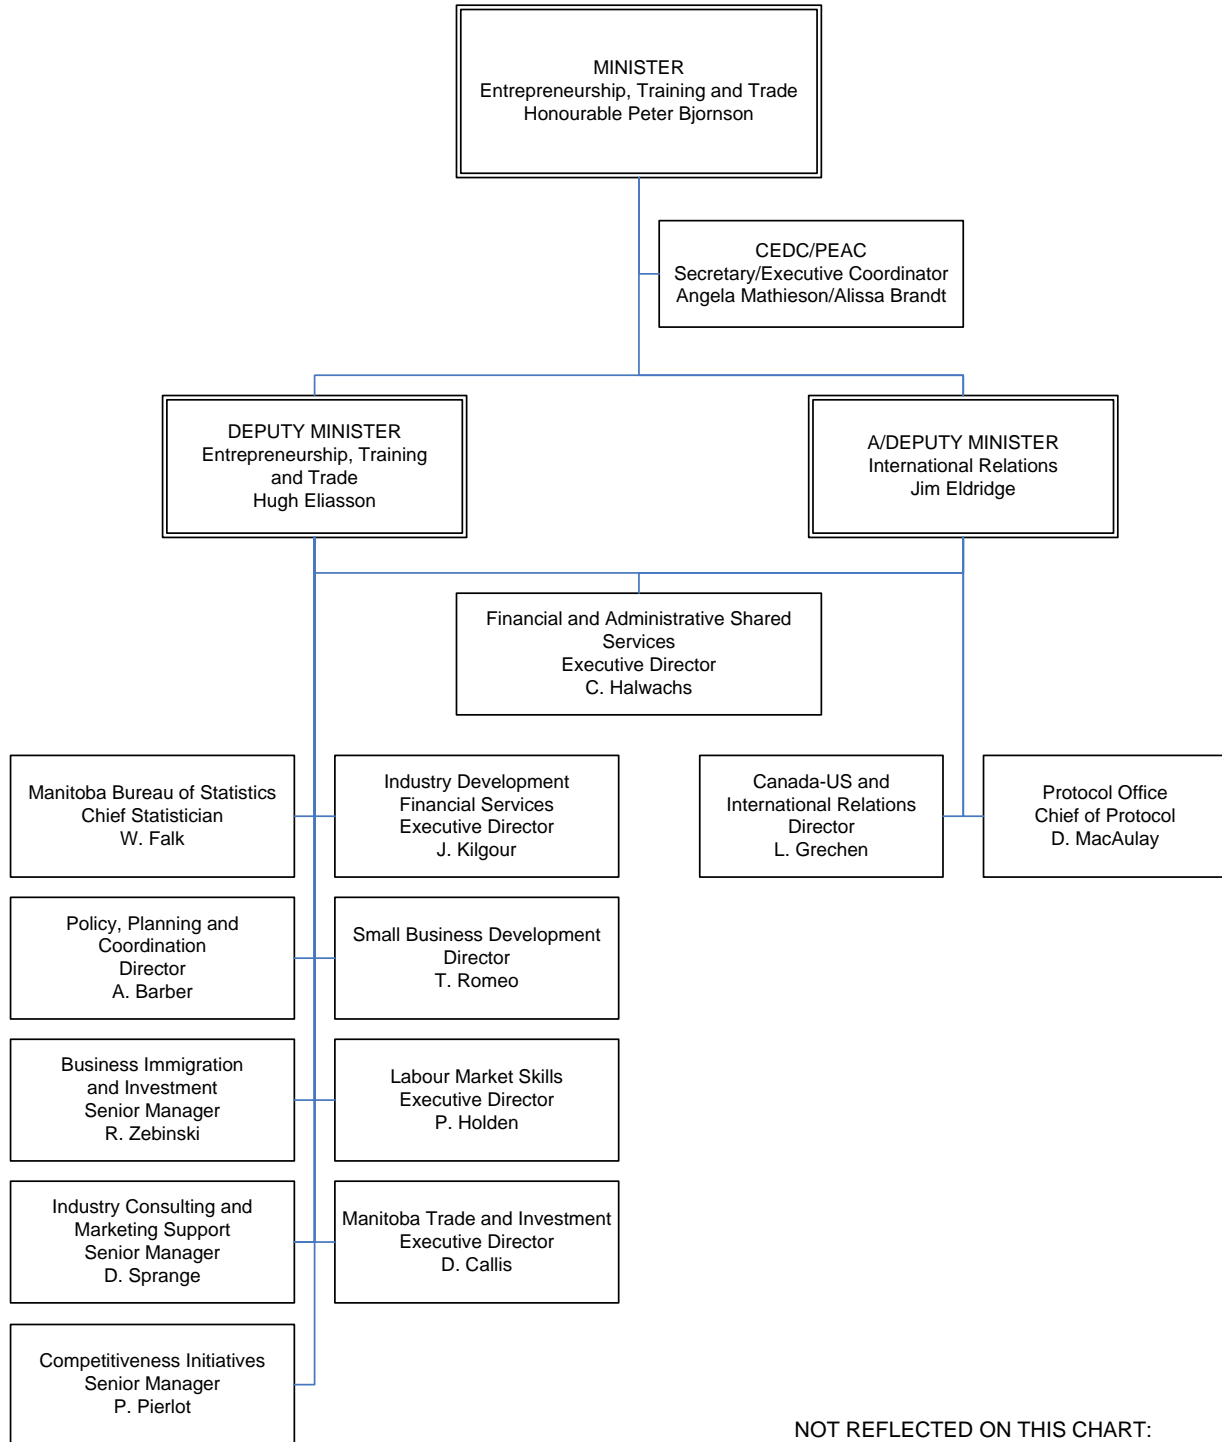 MINISTER
Entrepreneurship, Training and Trade
Honourable Peter Bjornson
CEDC/PEAC
Secretary/Executive Coordinator
Angela Mathieson/Alissa Brandt
DEPUTY MINISTER
Entrepreneurship, Training
and Trade
Hugh Eliasson
A/DEPUTY MINISTER
International Relations
Jim Eldridge
Financial and Administrative Shared
Services
Executive Director
C. Halwachs
Manitoba Bureau of Statistics
Chief Statistician
W. Falk
Industry Development
Financial Services
Executive Director
J. Kilgour
Canada-US and
International Relations
Director
L. Grechen
Protocol Office
Chief of Protocol
D. MacAulay
Policy, Planning and
Coordination
Director
A. Barber
Small Business Development
Director
T. Romeo
Business Immigration
and Investment
Senior Manager
R. Zebinski
Labour Market Skills
Executive Director
P. Holden
Industry Consulting and
Marketing Support
Senior Manager
D. Sprange
Manitoba Trade and Investment
Executive Director
D. Callis
Competitiveness Initiatives
Senior Manager
P. Pierlot
NOT REFLECTED ON THIS CHART: